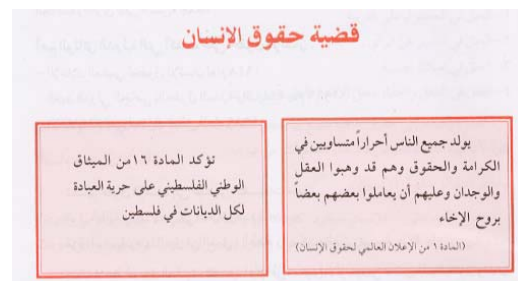 قضية حقوق الإنسان
يولد جميع الناس أحراراً متساويين في
الكرامة والحقوق وهم قد وهبوا العقل
والوجدان وعليهم أن يعاملوا بعضهم بعضاً
بروح الإخاء
(المادة ١ من الإعلان العالمي لحقوق الإنسان)
تؤكد المادة ١٦ من الميثاق
الوطني الفلسطيني على حرية العبادة
لكل الديانات في فلسطين